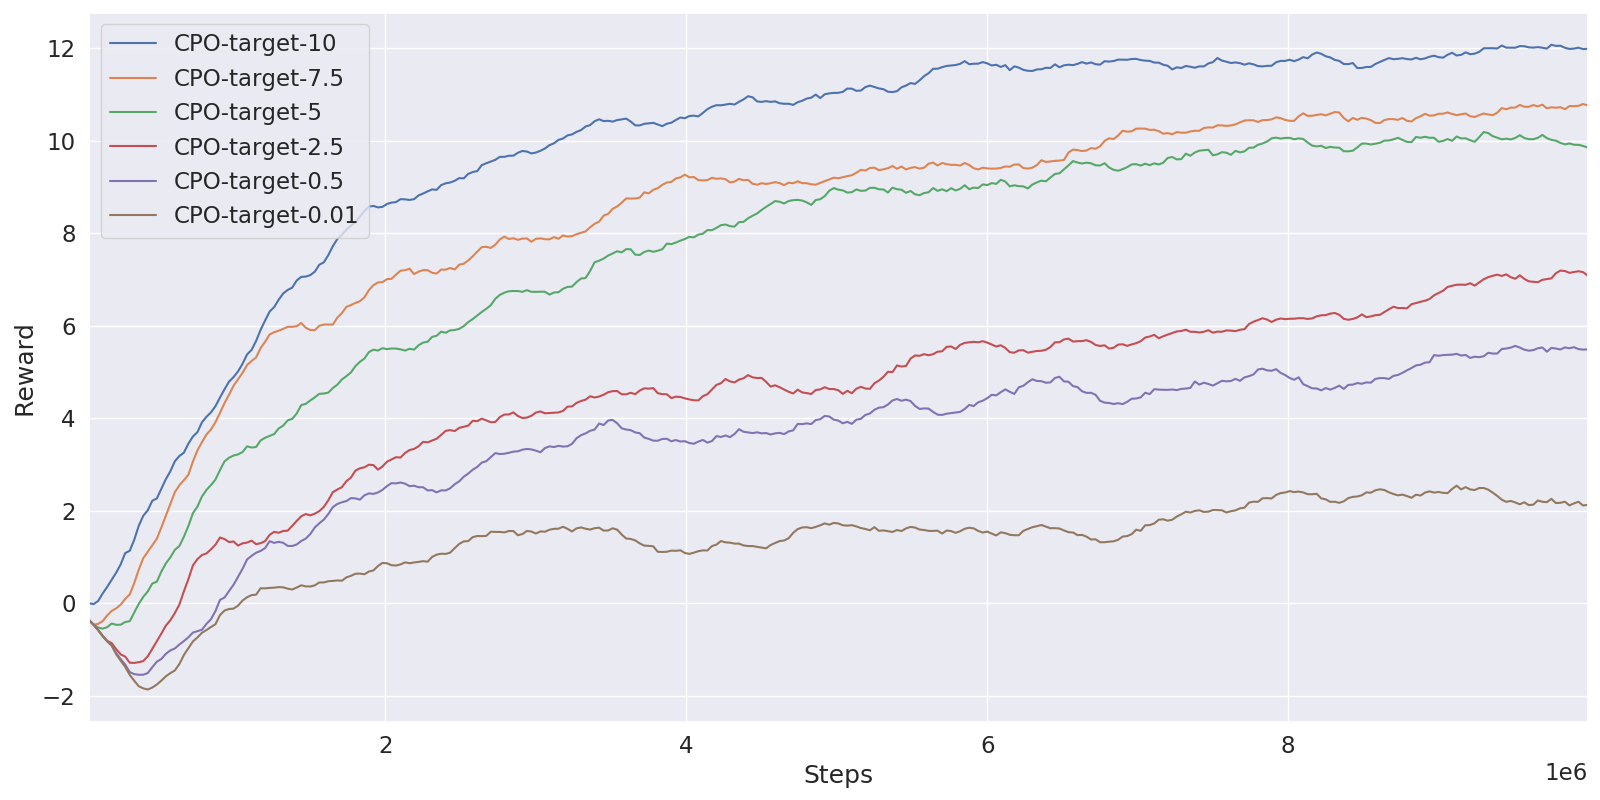 CPO-target-10
CPO-target-7.5
CPO-target-5
CPO-target-2.5
CPO-target-0.5
CPO-target-0.01
12
10
8
6
4
2
0
−2
Reward
2 4 6 8
Steps
1e6